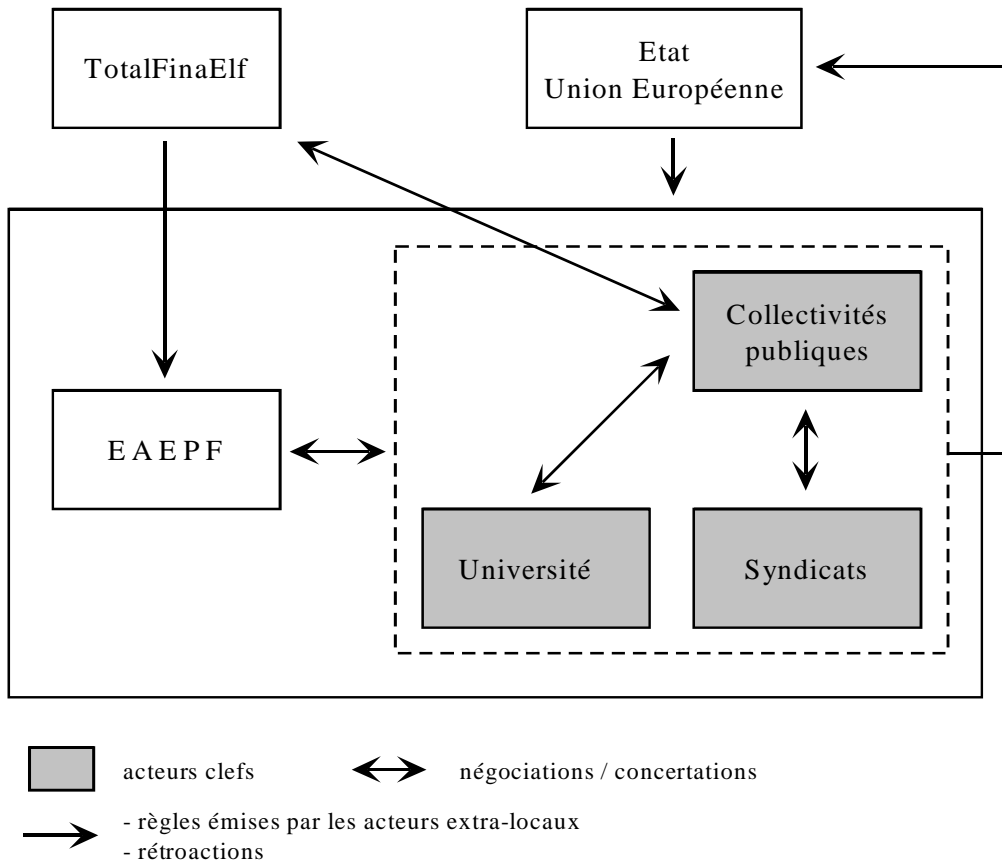 TotalFinaElf
Etat
Union Européenne
Collectivités
publiques
EAEPF
Université
Syndicats
acteurs clefs
négociations / concertations
- règles émises par les acteurs extra-locaux
- rétroactions